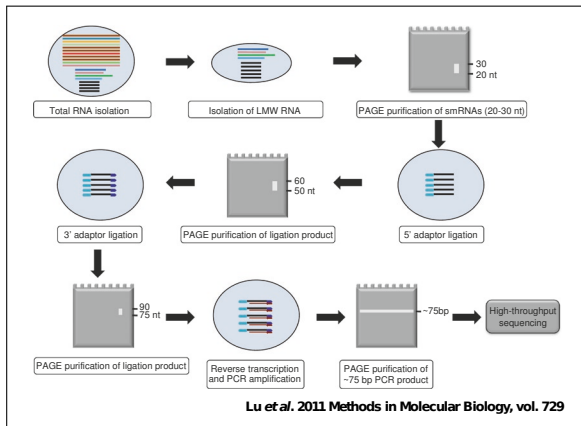 30
20 nt
Total RNA isolation
Isolation of LMW RNA
PAGE purification of smRNAs (20-30 nt)
60
50 nt
3' adaptor ligation
PAGE purification of ligation product
5' adaptor ligation
90
75 nt
~75bp
High-throughput
sequencing
PAGE purification of ligation product
Reverse transcription
and PCR amplification
PAGE purification of
~75 bp PCR product
Lu et al. 2011 Methods in Molecular Biology, vol. 729